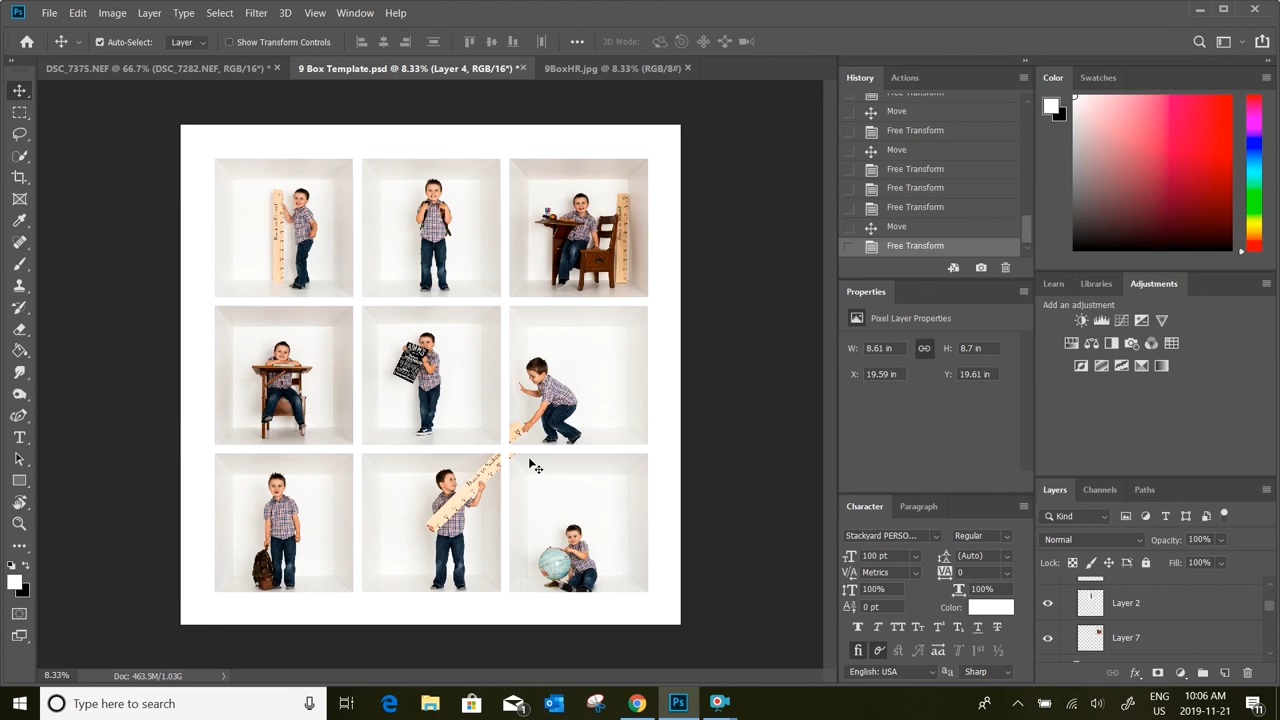 Ps File Edit Image Layer Type Select Filter 3D View Window Help
Auto-Select: Layer Show Transform Controls 3D Mode:
DSC_7375.NEF @ 66.7% (DSC_7282.NEF, RGB/16*) * × 9 Box Template.psd @ 8.33% (Layer 4, RGB/16*) * × 9BoxHR.jpg @ 8.33% (RGB/8#) ×
History Actions
Move
Free Transform
Move
Free Transform
Free Transform
Free Transform
Move
Free Transform
Properties
Pixel Layer Properties
W: 8.61 in H: 8.7 in
X: 19.59 in Y: 19.61 in
Character Paragraph
Stackyard PERSO... Regular
100 pt (Auto)
Metrics 0
100% 100%
0 pt Color:
English: USA Sharp
Color Swatches
Learn Libraries Adjustments
Add an adjustment
Layers Channels Paths
Kind
Normal Opacity: 100%
Lock: Fill: 100%
Layer 2
Layer 7
8.33% Doc: 463.5M/1.03G
Type here to search
ENG 10:06 AM
US 2019-11-21